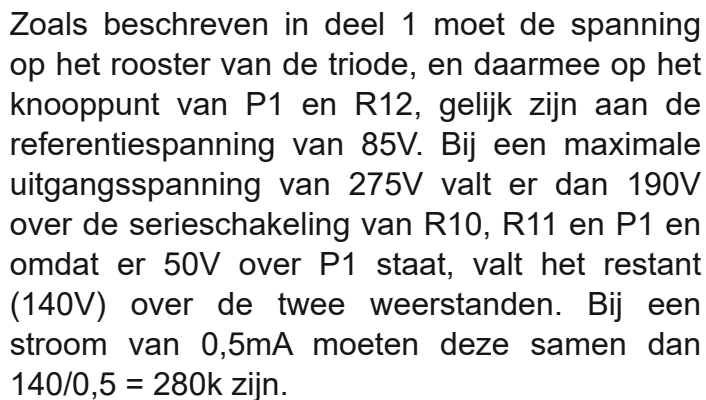 Zoals beschreven in deel 1 moet de spanning
op het rooster van de triode, en daarmee op het
knooppunt van P1 en R12, gelijk zijn aan de
referentiespanning van 85V. Bij een maximale
uitgangsspanning van 275V valt er dan 190V
over de serieschakeling van R10, R11 en P1 en
omdat er 50V over P1 staat, valt het restant
(140V) over de twee weerstanden. Bij een
stroom van 0,5mA moeten deze samen dan
140/0,5 = 280k zijn.